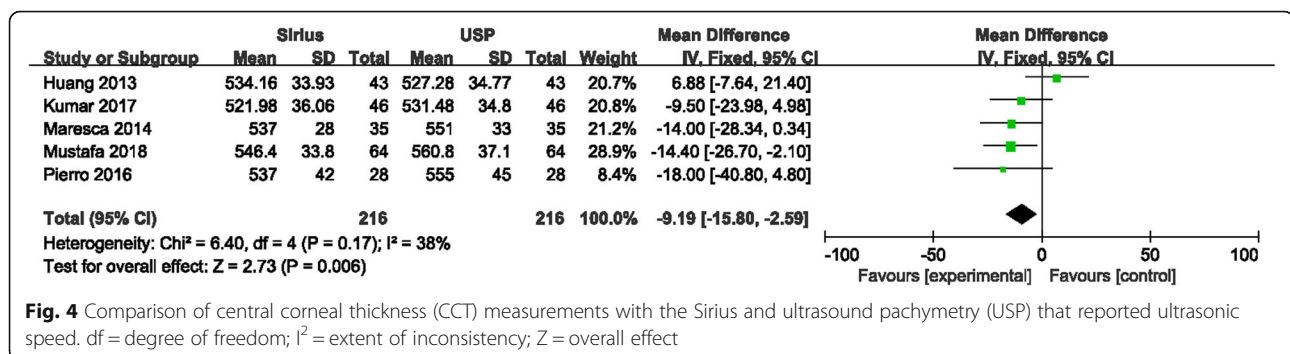 Sirius USP Mean Difference Mean Difference
Study or Subgroup Mean SD Total Mean SD Total Weight IV, Fixed, 95% CI IV, Fixed, 95% CI
Huang 2013 534.16 33.93 43 527.28 34.77 43 20.7% 6.88 [-7.64, 21.40]
Kumar 2017 521.98 36.06 46 531.48 34.8 46 20.8% -9.50 [-23.98, 4.98]
Maresca 2014 537 28 35 551 33 35 21.2% -14.00 [-28.34, 0.34]
Mustafa 2018 546.4 33.8 64 560.8 37.1 64 28.9% -14.40 [-26.70, -2.10]
Pierro 2016 537 42 28 555 45 28 8.4% -18.00 [-40.80, 4.80]
Total (95% CI) 216 216 100.0% -9.19 [-15.80, -2.59]
Heterogeneity: Chi² = 6.40, df = 4 (P = 0.17); I² = 38%
Test for overall effect: Z = 2.73 (P = 0.006)
-100 -50 0 50 100
Favours [experimental] Favours [control]
Fig. 4 Comparison of central corneal thickness (CCT) measurements with the Sirius and ultrasound pachymetry (USP) that reported ultrasonic
speed. df = degree of freedom; I² = extent of inconsistency; Z = overall effect